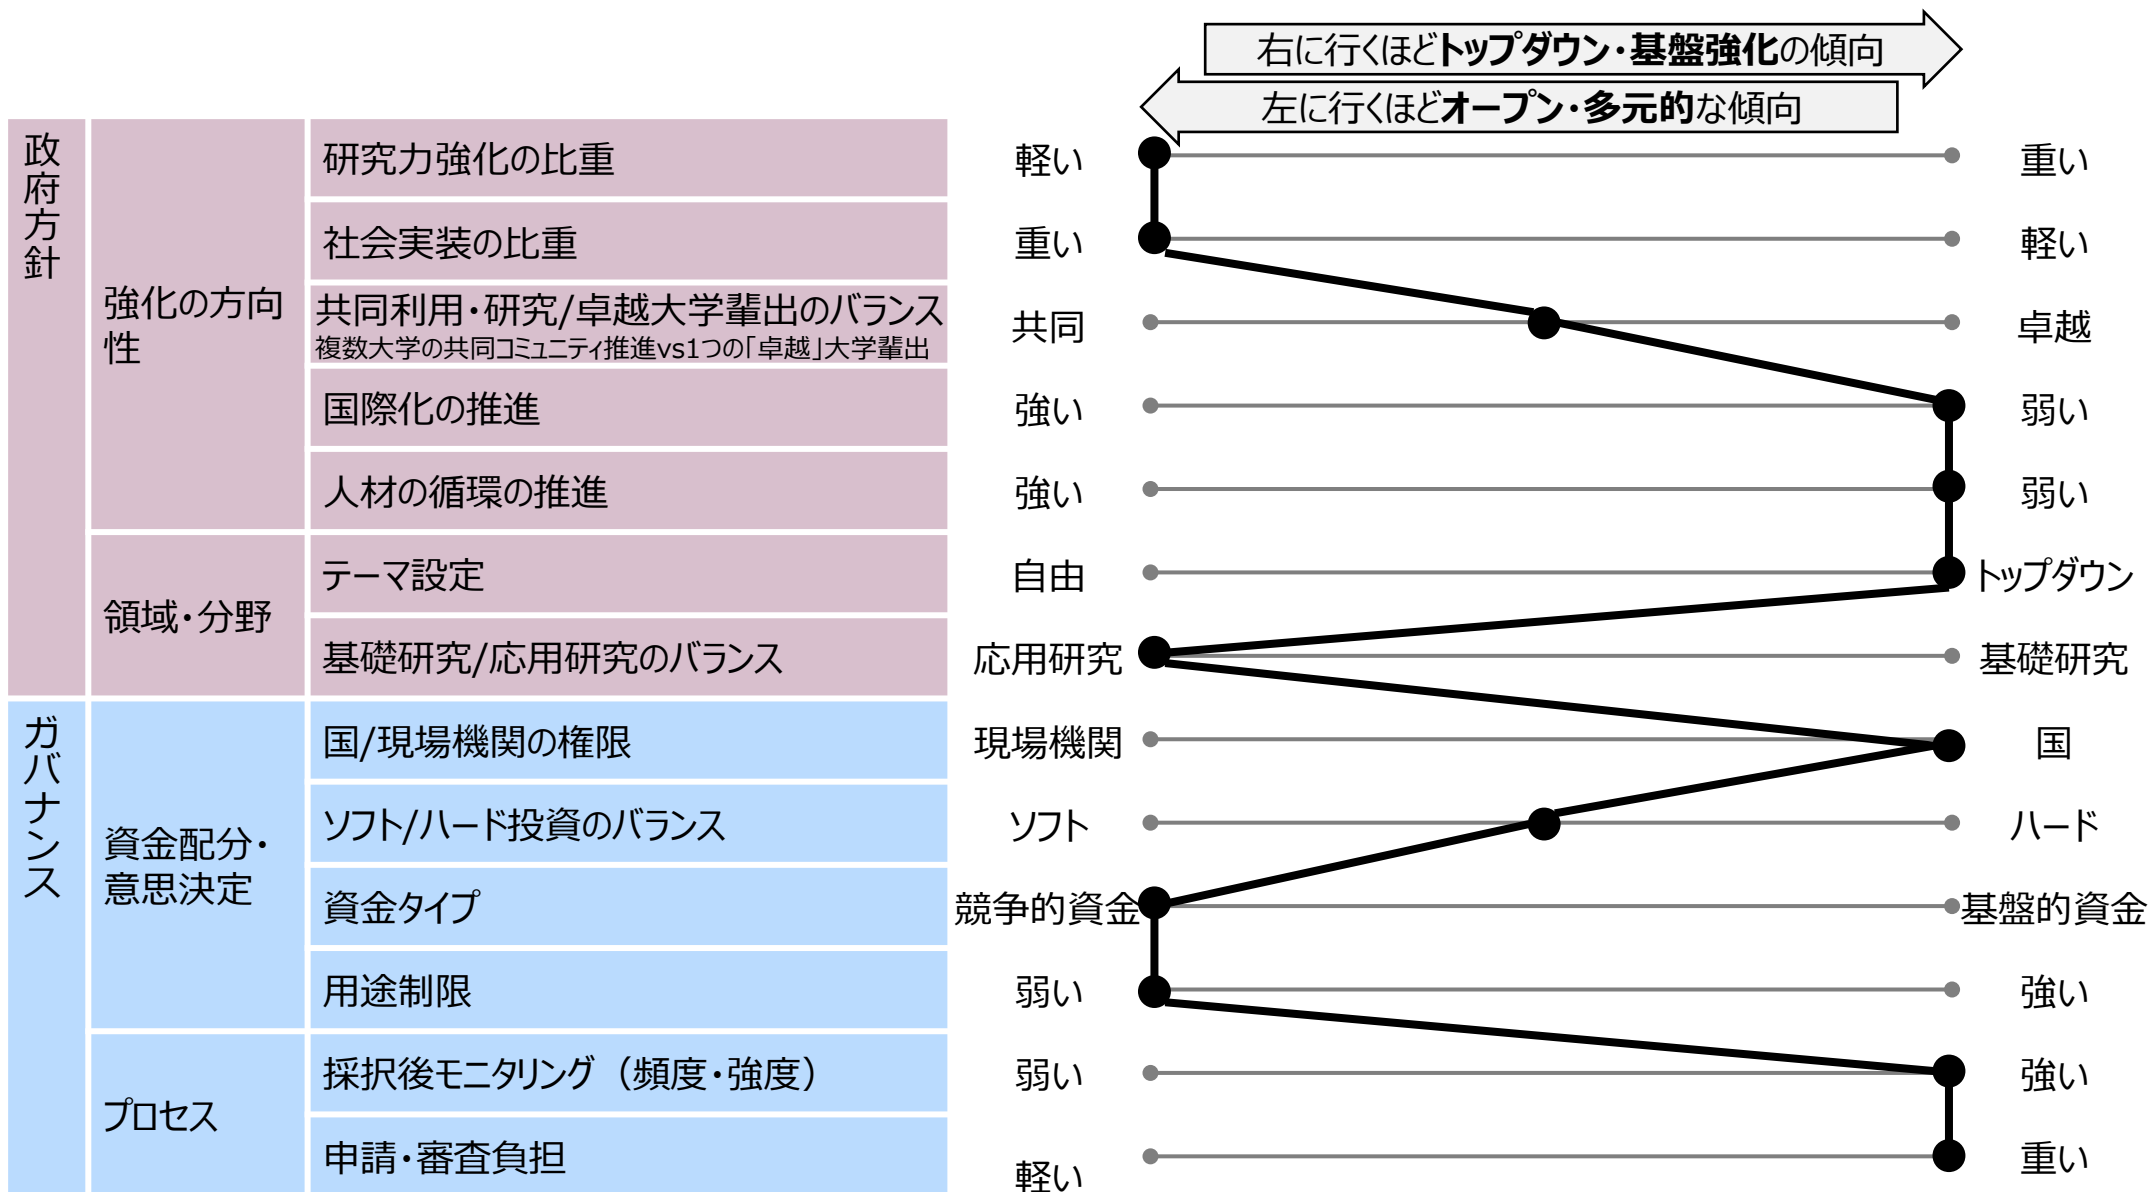 右に行くほどトップダウン・基盤強化の傾向
左に行くほどオープン・多元的な傾向
政府方針
強化の方向
性
研究力強化の比重
軽い
重い
社会実装の比重
重い
軽い
共同利用・研究/卓越大学輩出のバランス
複数大学の共同コミュニティ推進vs1つの「卓越」大学輩出
共同
卓越
国際化の推進
強い
弱い
人材の循環の推進
強い
弱い
領域・分野
テーマ設定
自由
トップダウン
基礎研究/応用研究のバランス
応用研究
基礎研究
ガバナンス
資金配分・
意思決定
国/現場機関の権限
現場機関
国
ソフト/ハード投資のバランス
ソフト
ハード
資金タイプ
競争的資金
基盤的資金
用途制限
弱い
強い
プロセス
採択後モニタリング（頻度・強度）
弱い
強い
申請・審査負担
軽い
重い